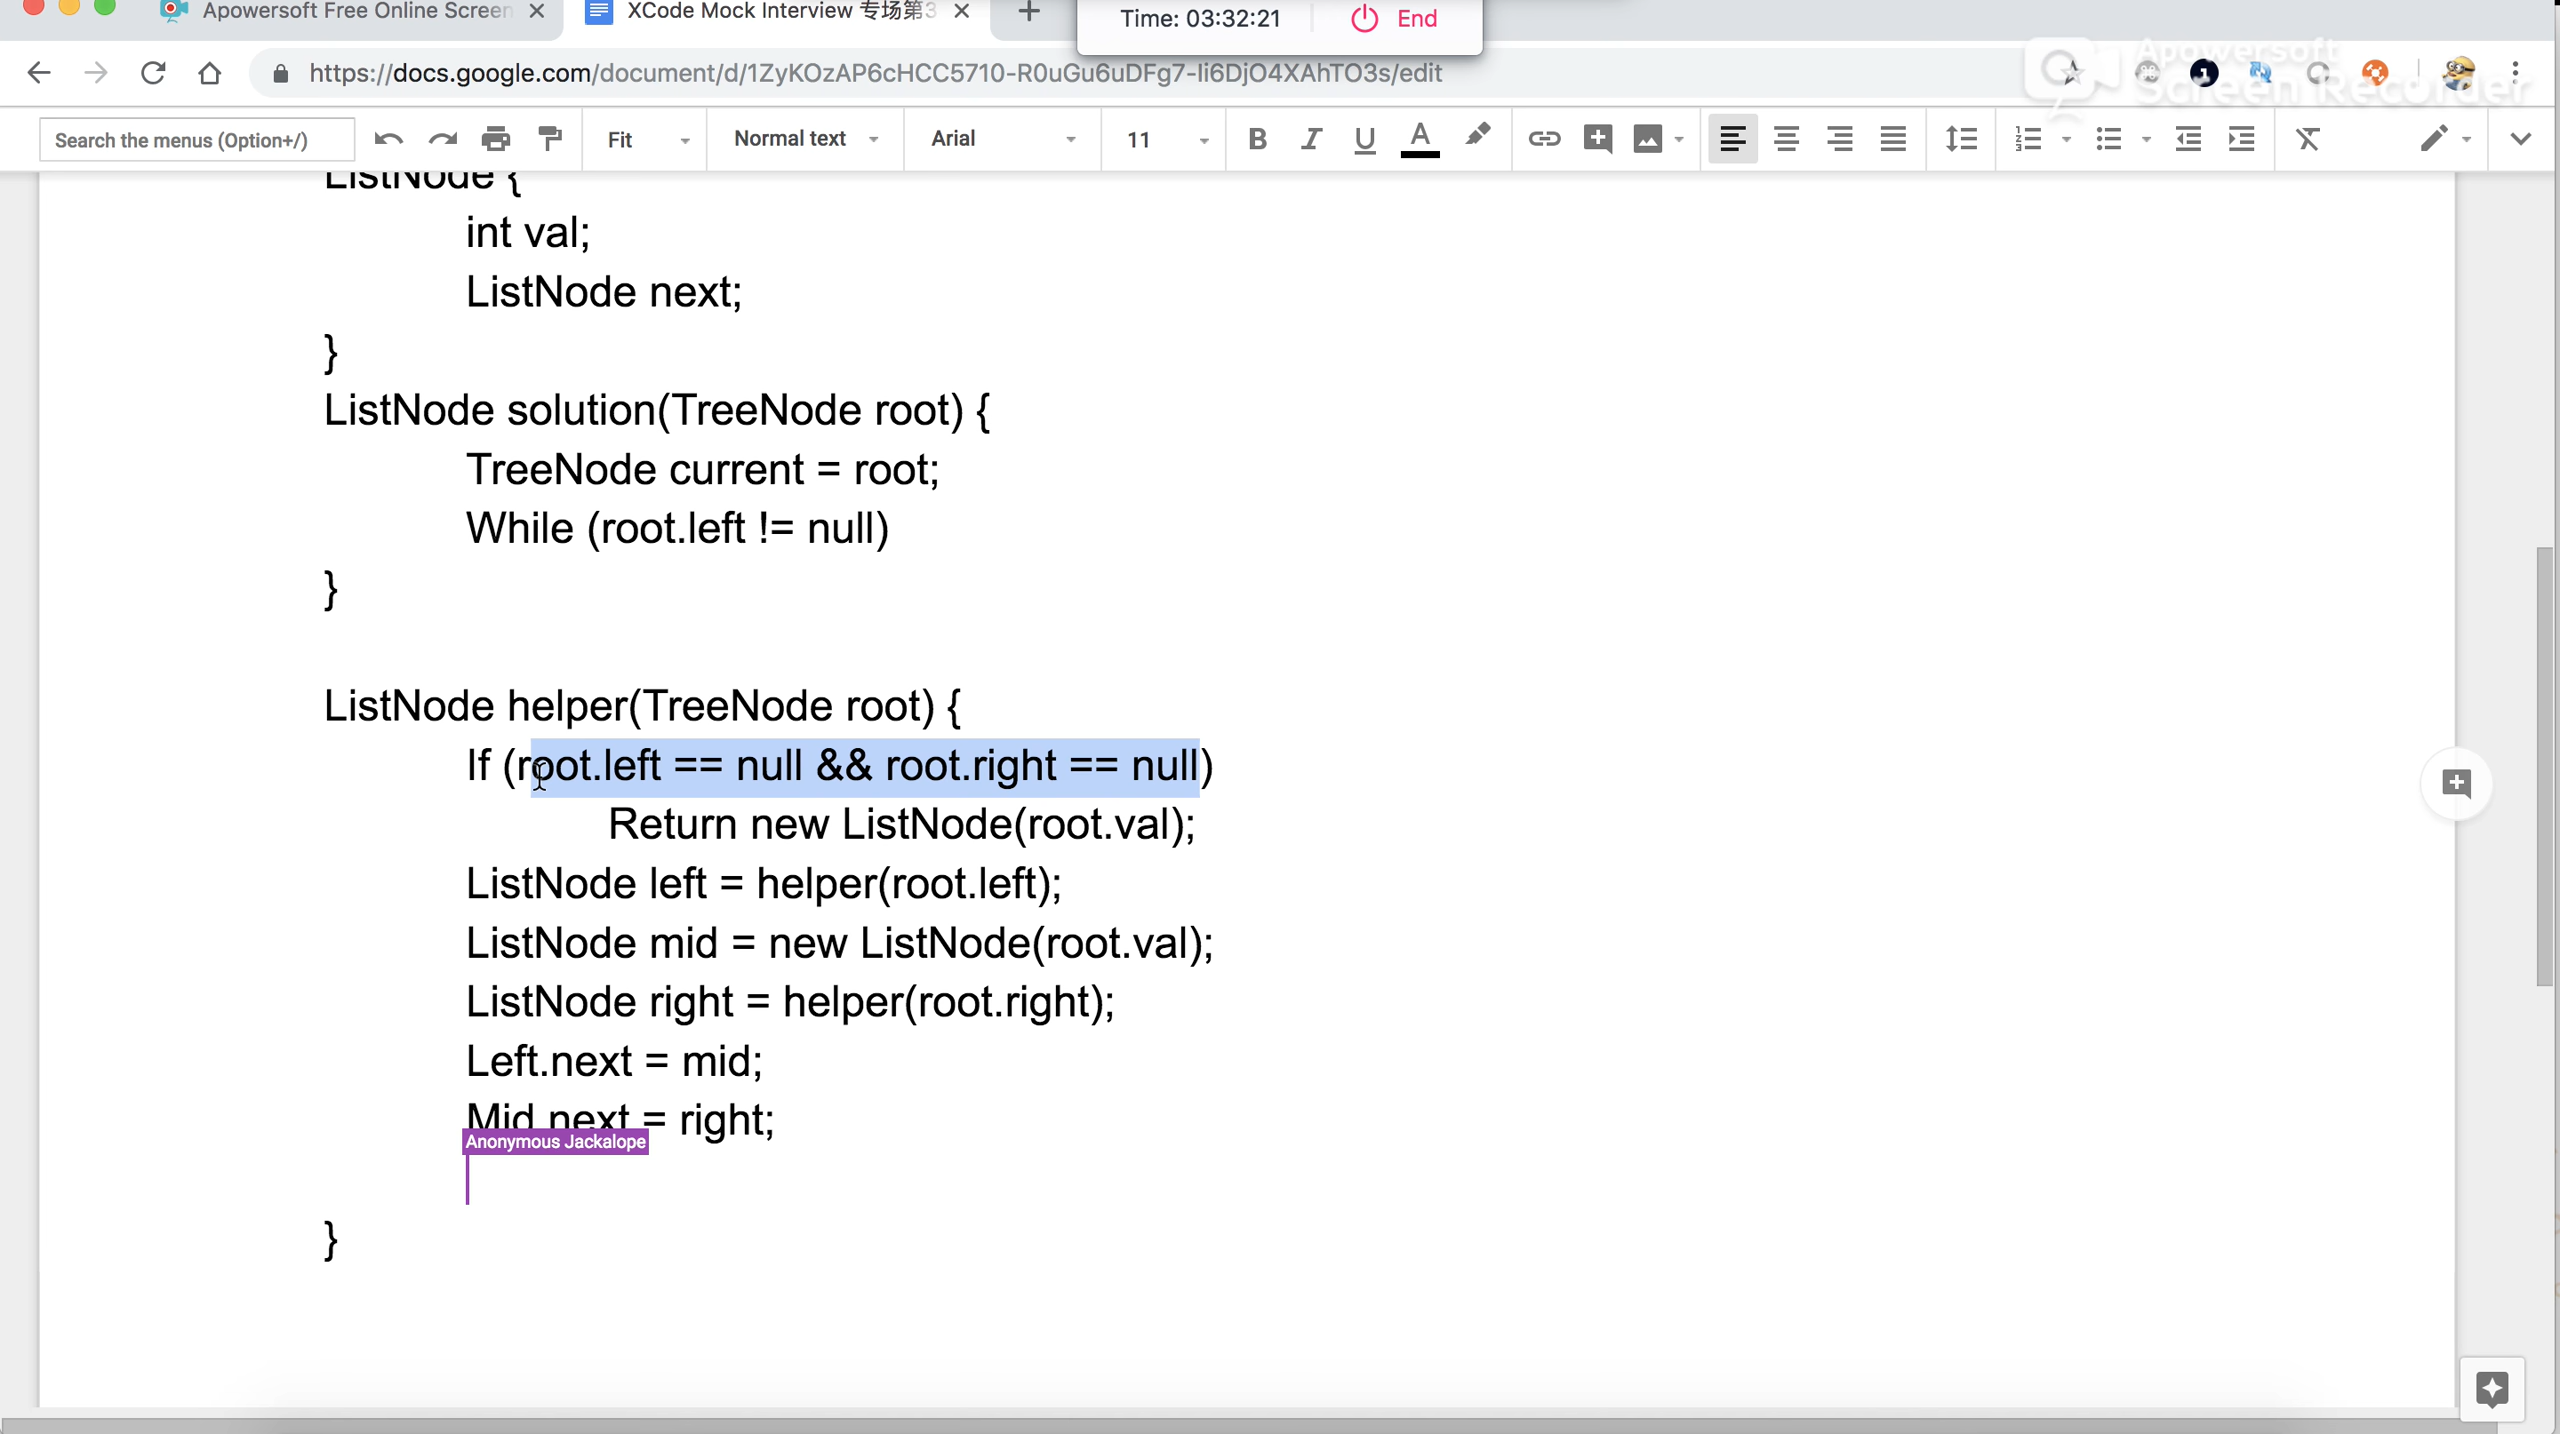 Apowersoft Free Online Screen
XCode Mock Interview 专场第3
Time: 03:32:21
End
https://docs.google.com/document/d/1ZyKOzAP6cHCC5710-R0uGu6uDFg7-li6DjO4XAhTO3s/edit
Apowersoft
Screen Recorder
Search the menus (Option+/)
Fit
Normal text
Arial
11
ListNode {
int val;
ListNode next;
}
ListNode solution(TreeNode root) {
TreeNode current = root;
While (root.left != null)
}
ListNode helper(TreeNode root) {
If (root.left == null && root.right == null)
Return new ListNode(root.val);
ListNode left = helper(root.left);
ListNode mid = new ListNode(root.val);
ListNode right = helper(root.right);
Left.next = mid;
Mid.next = right;
Anonymous Jackalope
}